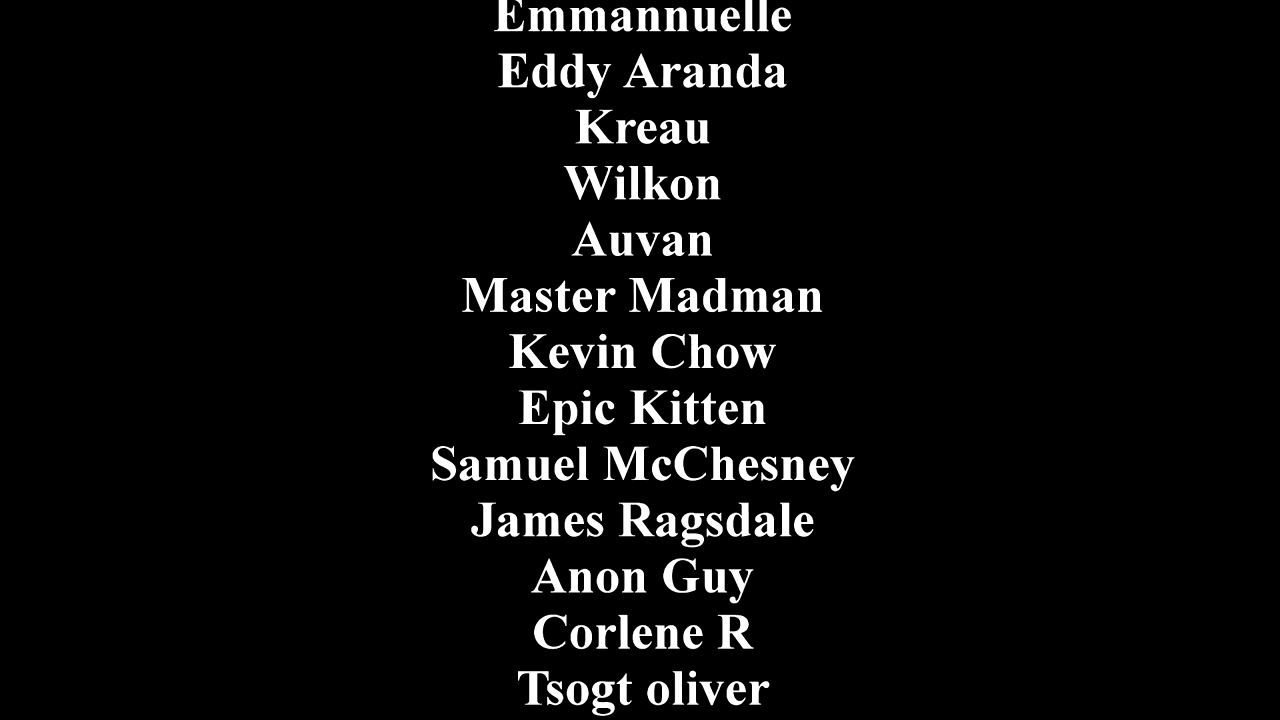 Emmannuelle
Eddy Aranda
Kreau
Wilkon
Auvan
Master Madman
Kevin Chow
Epic Kitten
Samuel McChesney
James Ragsdale
Anon Guy
Corlene R
Tsogt oliver